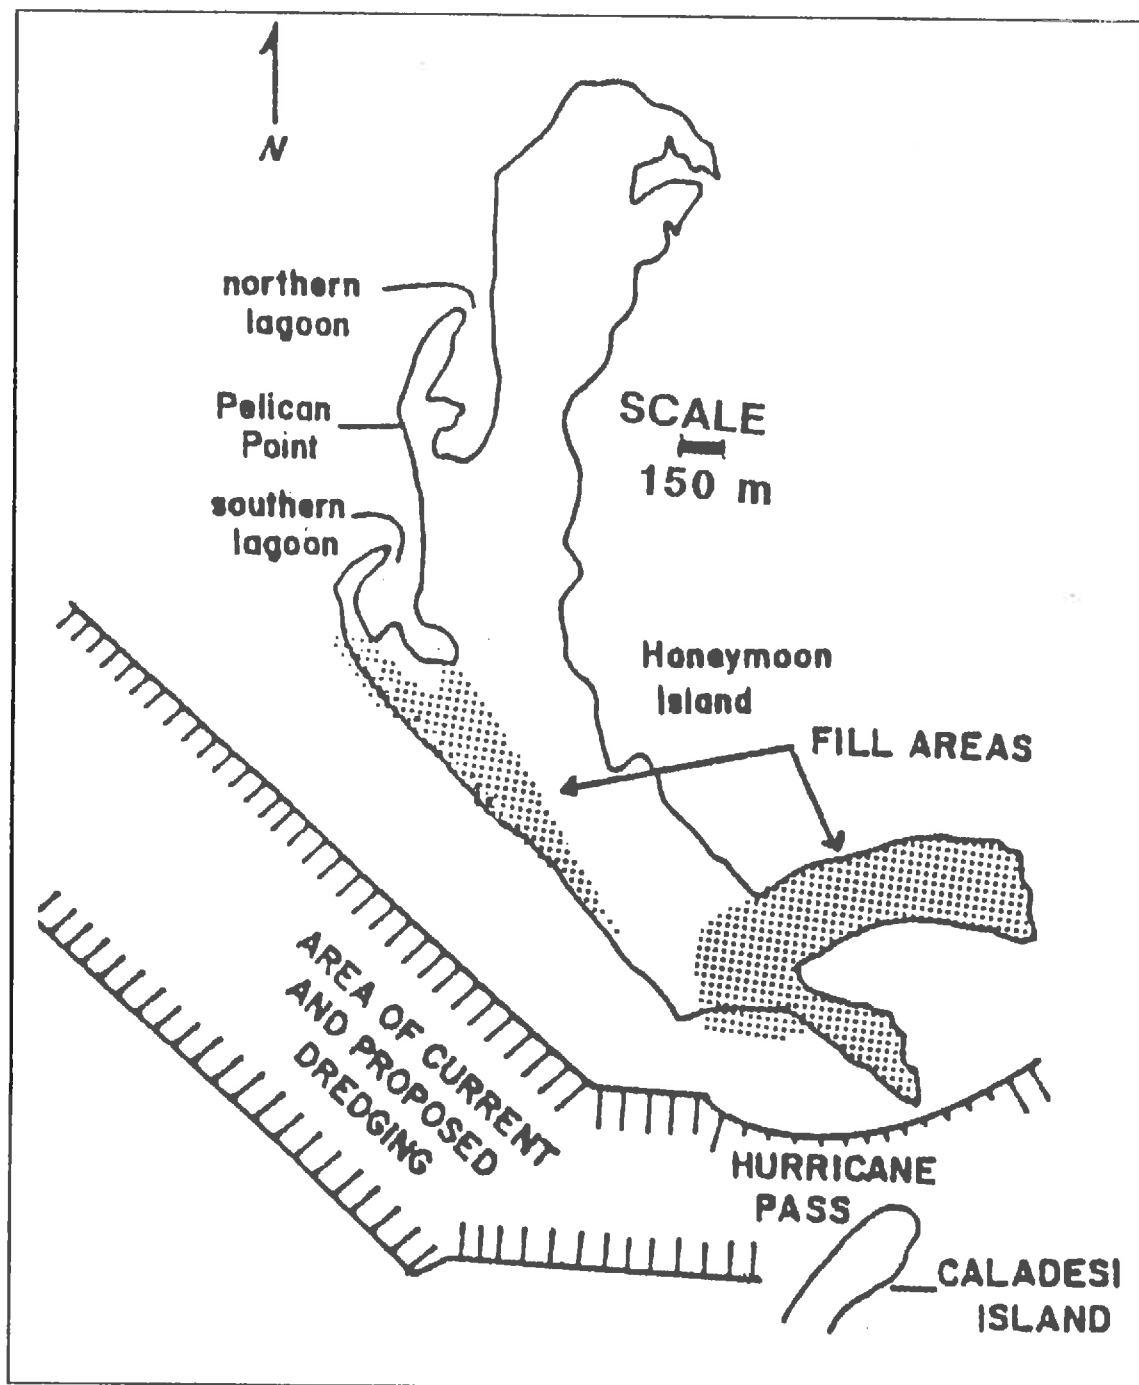 N
northern
lagoon
Pelican
Point
SCALE
150 m
southern
lagoon
Honeymoon
Island
FILL AREAS
AREA OF CURRENT
AND PROPOSED
DREDGING
HURRICANE
PASS
CALADESI
ISLAND